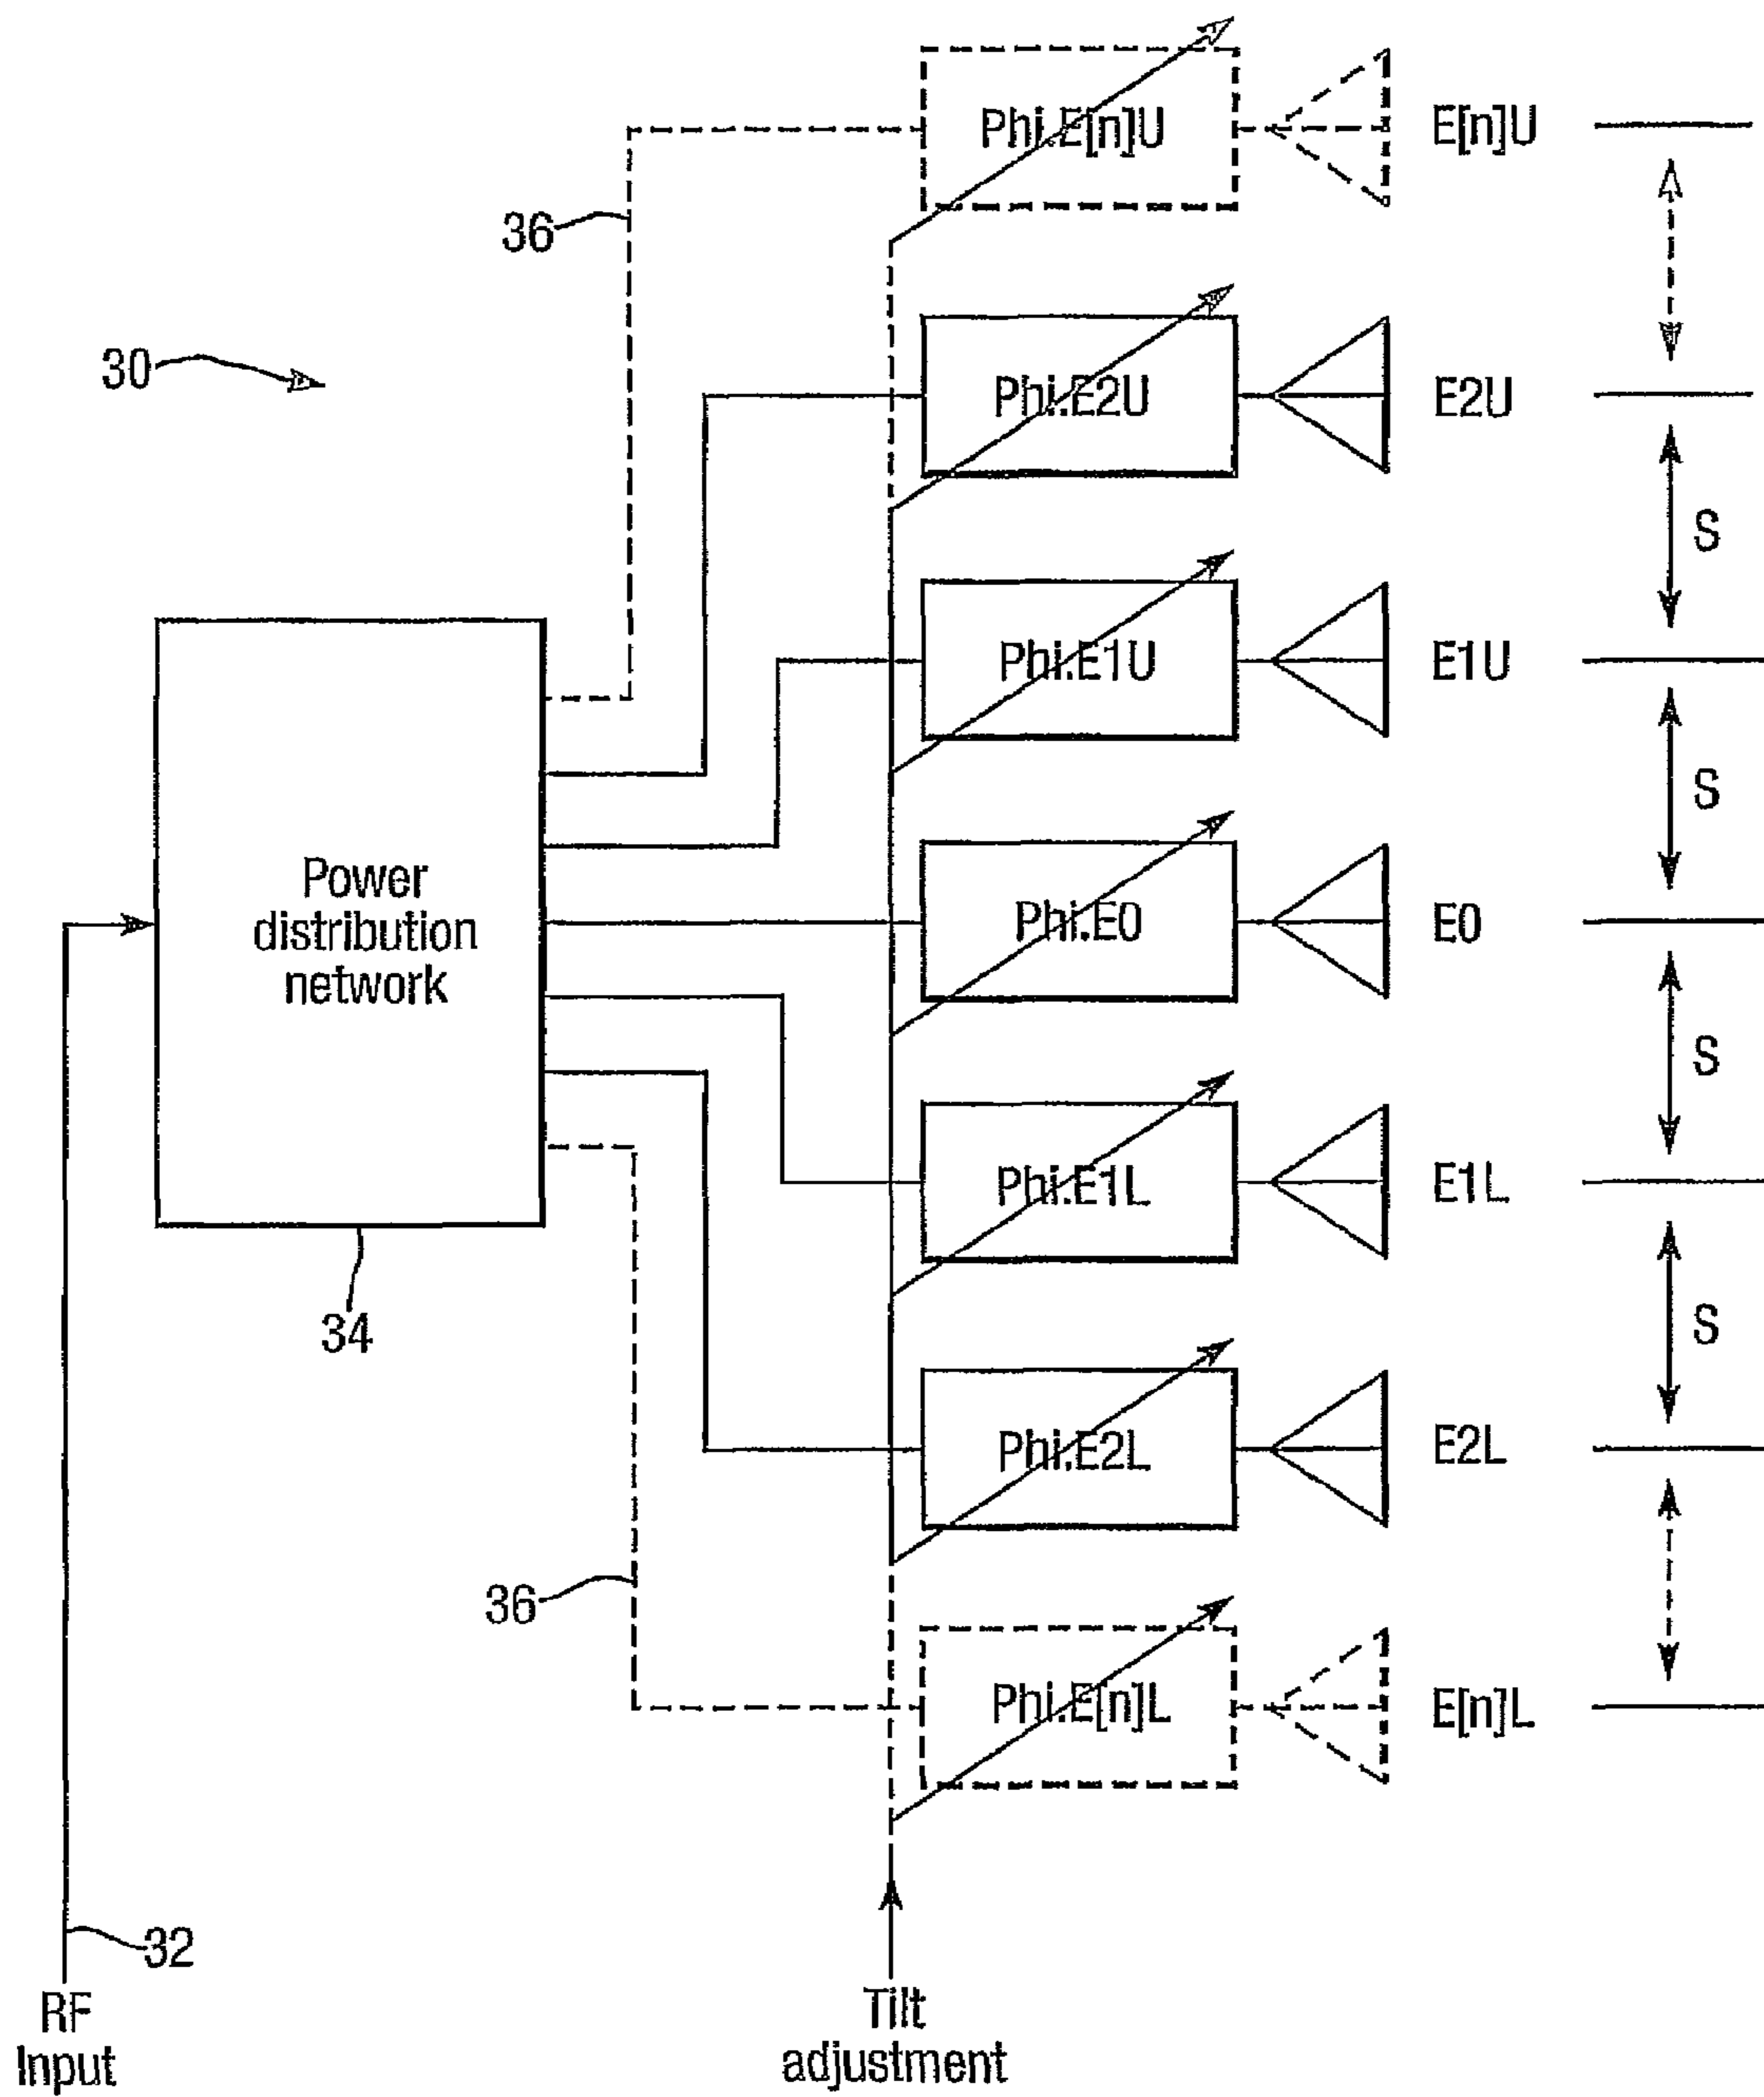 Phi.E[n]U
E[n]U
36
30
Phi.E2U
E2U
S
Phi.E1U
E1U
S
Power
distribution
network
Phi.E0
E0
S
Phi.E1L
E1L
34
S
Phi.E2L
E2L
36
Phi.E[n]L
E[n]L
32
RF
Input
Tilt
adjustment